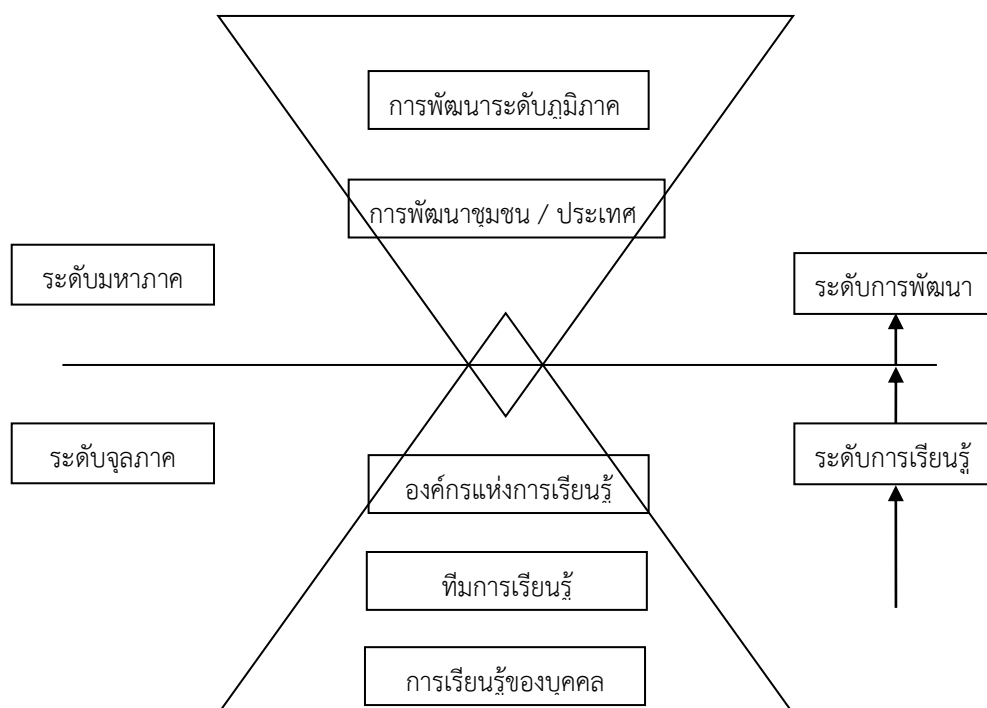 การพัฒนาระดับภูมิภาค
การพัฒนาชุมชน / ประเทศ
ระดับมหาภาค
ระดับการพัฒนา
ระดับจุลภาค
ระดับการเรียนรู้
องค์กรแห่งการเรียนรู้
ทีมการเรียนรู้
การเรียนรู้ของบุคคล